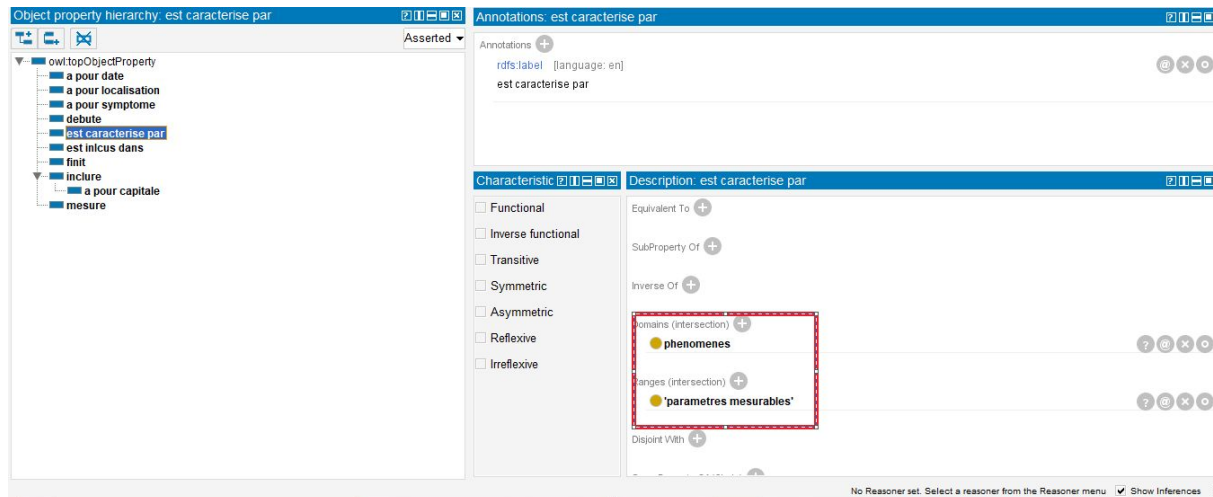 Object property hierarchy: est caracterise par
Asserted
owl:topObjectProperty
a pour date
a pour localisation
a pour symptome
debute
est caracterise par
est inlcus dans
finit
inclure
a pour capitale
mesure
Annotations: est caracterise par
Annotations
rdfs:label [language: en]
est caracterise par
Characteristic
Functional
Inverse functional
Transitive
Symmetric
Asymmetric
Reflexive
Irreflexive
Description: est caracterise par
Equivalent To
SubProperty Of
Inverse Of
Domains (intersection)
phenomenes
Ranges (intersection)
'parametres mesurables'
Disjoint With
No Reasoner set. Select a reasoner from the Reasoner menu Show Inferences